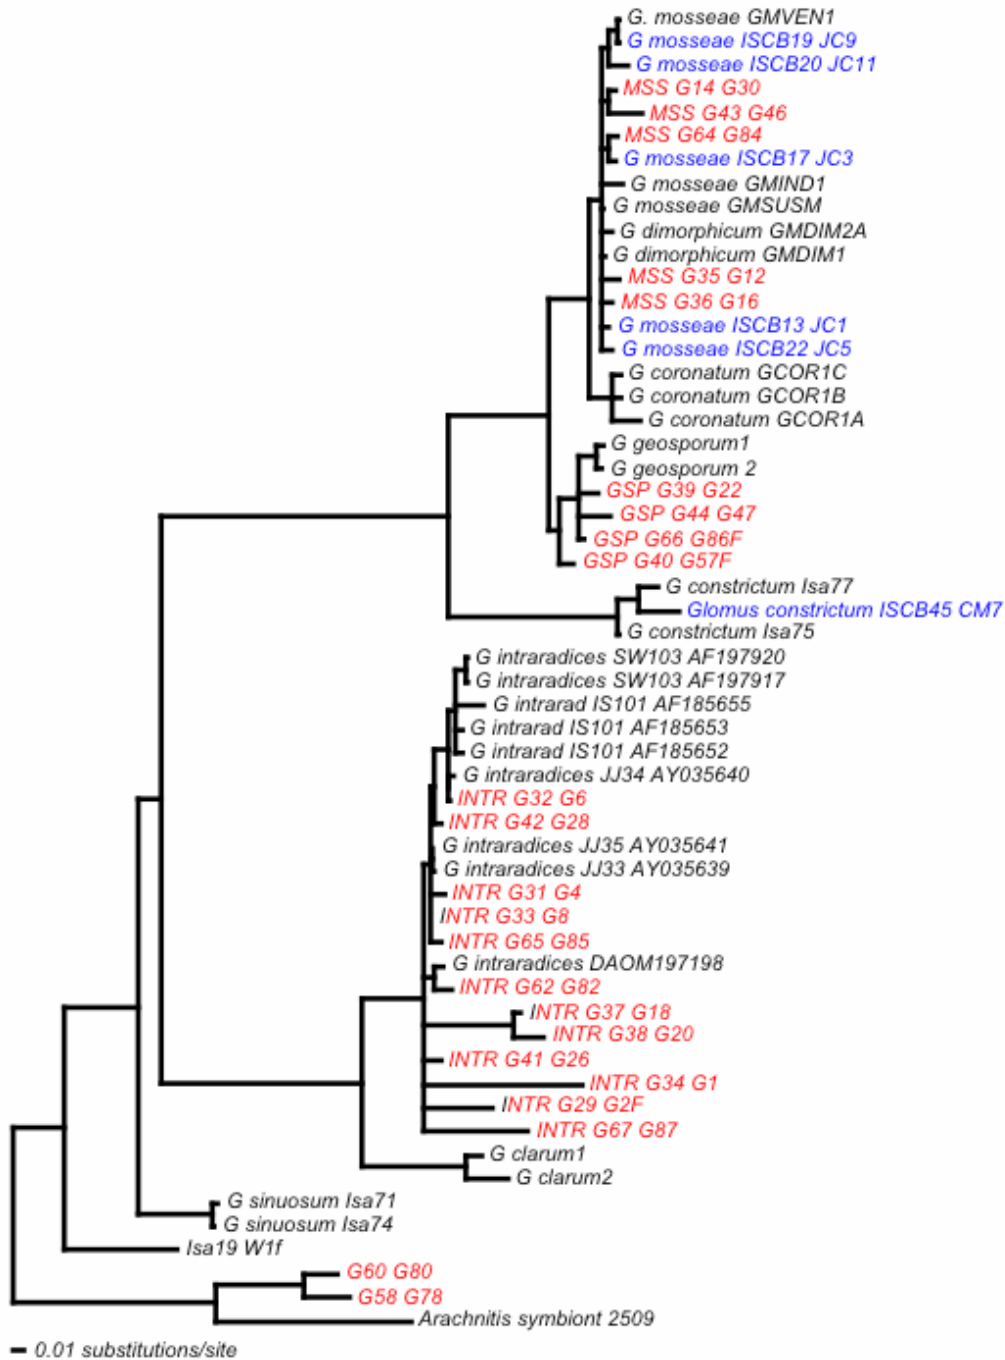 G. mosseae GMVEN1
G mosseae ISCB19 JC9
G mosseae ISCB20 JC11
MSS G14 G30
MSS G43 G46
MSS G64 G84
G mosseae ISCB17 JC3
G mosseae GMIND1
G mosseae GMSUSM
G dimorphicum GMDIM2A
G dimorphicum GMDIM1
MSS G35 G12
MSS G36 G16
G mosseae ISCB13 JC1
G mosseae ISCB22 JC5
G coronatum GCOR1C
G coronatum GCOR1B
G coronatum GCOR1A
G geosporum1
G geosporum 2
GSP G39 G22
GSP G44 G47
GSP G66 G86F
GSP G40 G57F
G constrictum Isa77
Glomus constrictum ISCB45 CM7
G constrictum Isa75
G intraradices SW103 AF197920
G intraradices SW103 AF197917
G intrarad IS101 AF185655
G intrarad IS101 AF185653
G intrarad IS101 AF185652
G intraradices JJ34 AY035640
INTR G32 G6
INTR G42 G28
G intraradices JJ35 AY035641
G intraradices JJ33 AY035639
INTR G31 G4
INTR G33 G8
INTR G65 G85
G intraradices DAOM197198
INTR G62 G82
INTR G37 G18
INTR G38 G20
INTR G41 G26
INTR G34 G1
INTR G29 G2F
INTR G67 G87
G clarum1
G clarum2
G sinuosum Isa71
G sinuosum Isa74
Isa19 W1f
G60 G80
G58 G78
Arachnitis symbiont 2509
0.01 substitutions/site